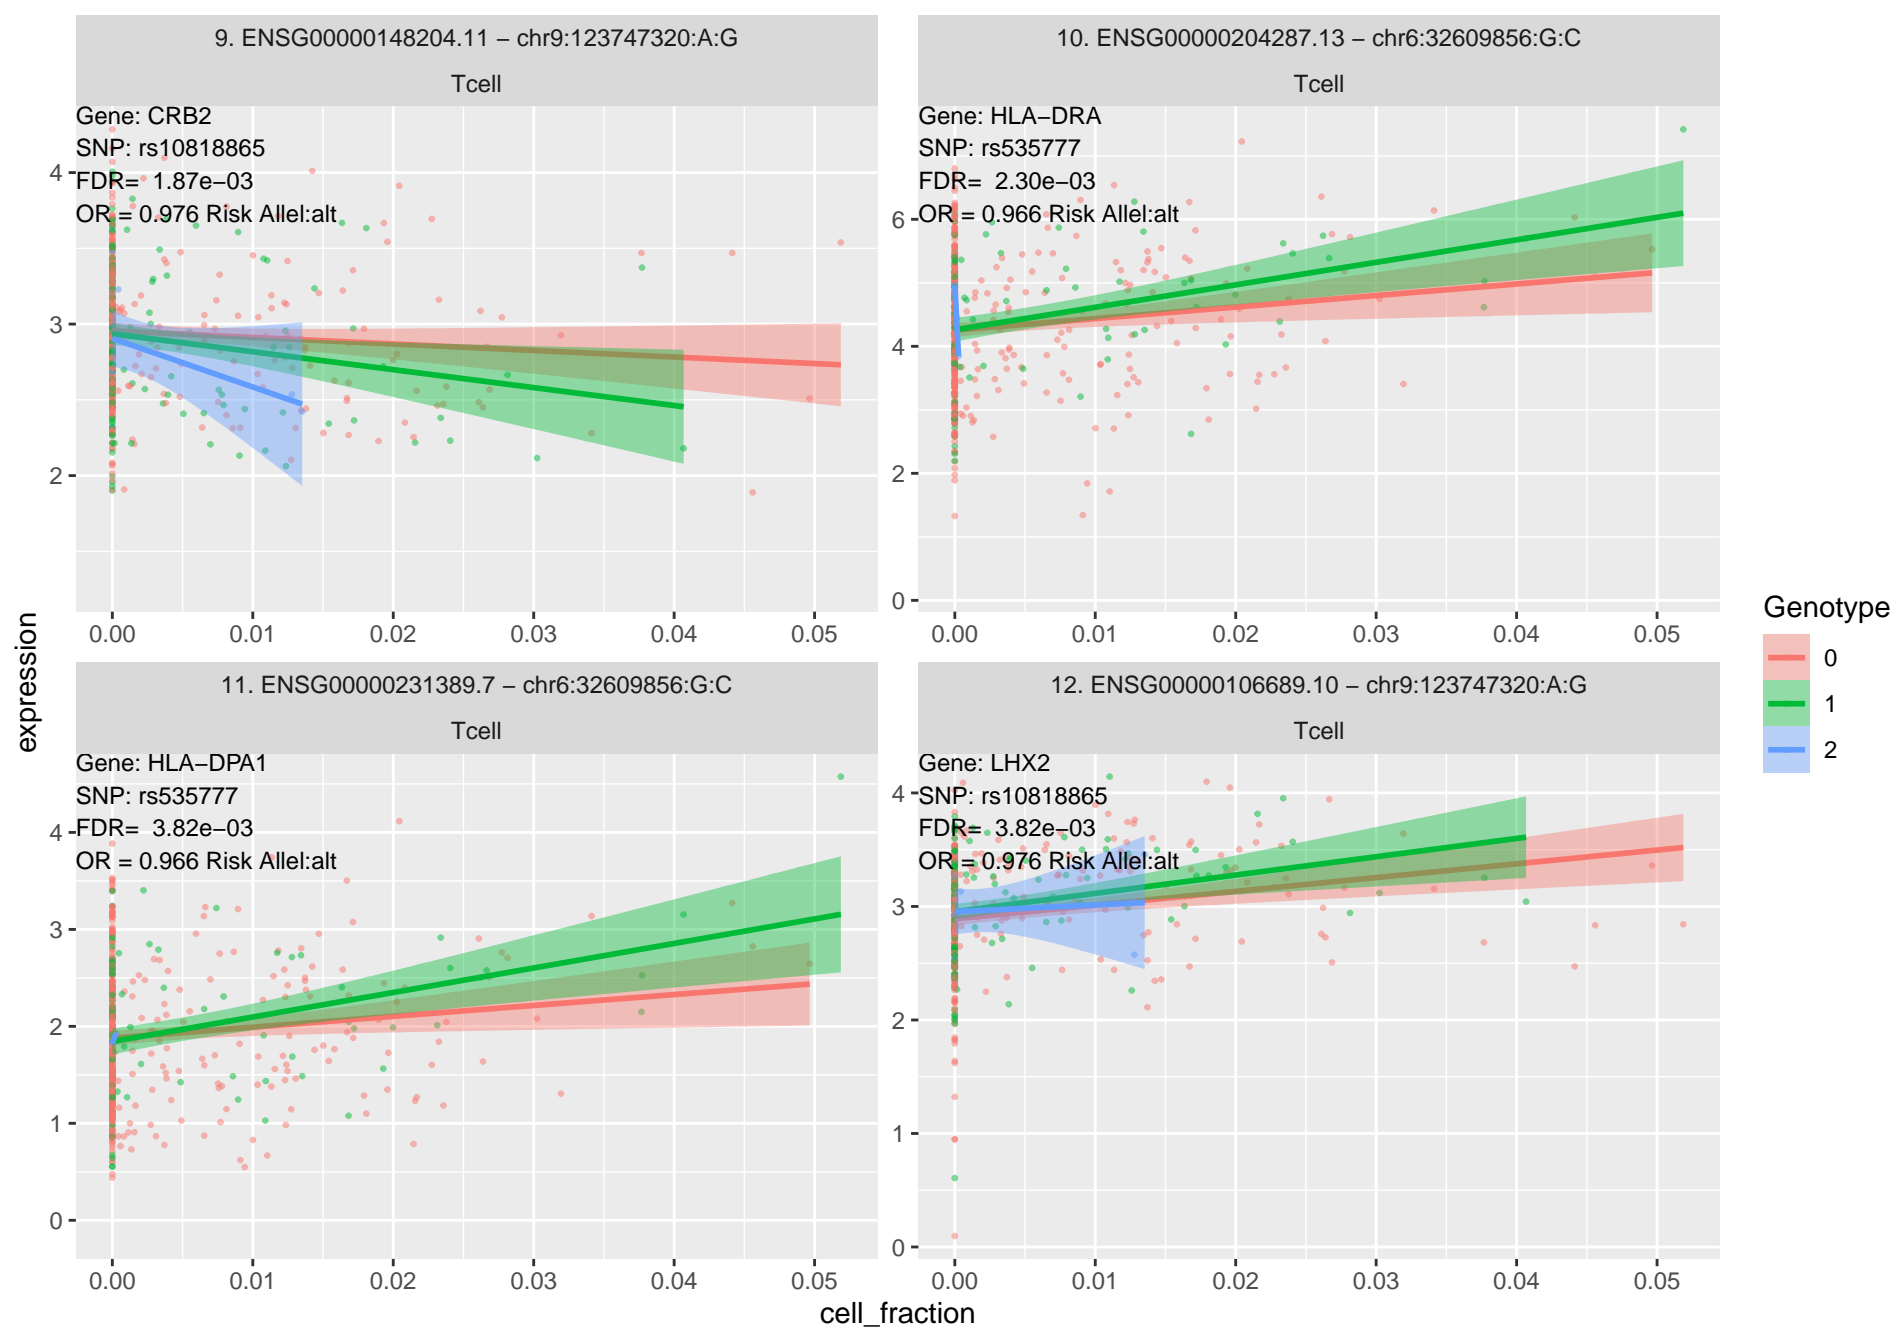 9. ENSG00000148204.11 – chr9:123747320:A:G
Tcell
Gene: CRB2
SNP: rs10818865
FDR= 1.87e−03
OR = 0.976 Risk Allel:alt
4
3
2
0.00 0.01 0.02 0.03 0.04 0.05
10. ENSG00000204287.13 – chr6:32609856:G:C
Tcell
Gene: HLA−DRA
SNP: rs535777
FDR= 2.30e−03
OR = 0.966 Risk Allel:alt
6
4
2
0
0.00 0.01 0.02 0.03 0.04 0.05
11. ENSG00000231389.7 – chr6:32609856:G:C
Tcell
Gene: HLA−DPA1
SNP: rs535777
FDR= 3.82e−03
OR = 0.966 Risk Allel:alt
4
3
2
1
0
0.00 0.01 0.02 0.03 0.04 0.05
12. ENSG00000106689.10 – chr9:123747320:A:G
Tcell
Gene: LHX2
SNP: rs10818865
FDR= 3.82e−03
OR = 0.976 Risk Allel:alt
4
3
2
1
0
0.00 0.01 0.02 0.03 0.04 0.05
expression
cell_fraction
Genotype
0
1
2